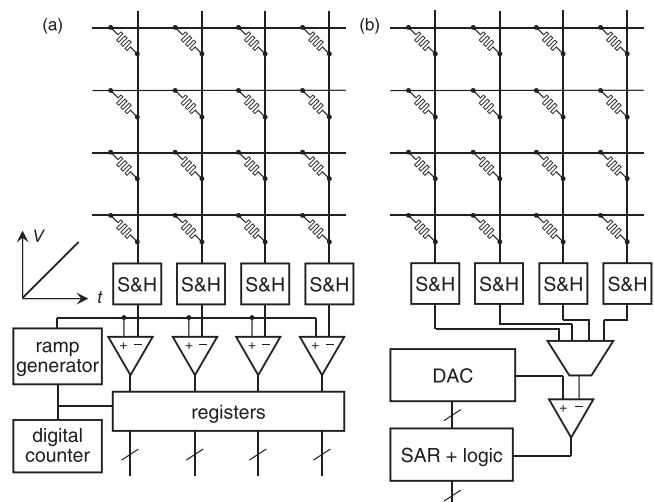 (a)
(b)
V
t
S&H S&H S&H S&H
S&H S&H S&H S&H
ramp
generator
+ − + − + − + −
registers
digital
counter
DAC
+ −
SAR + logic